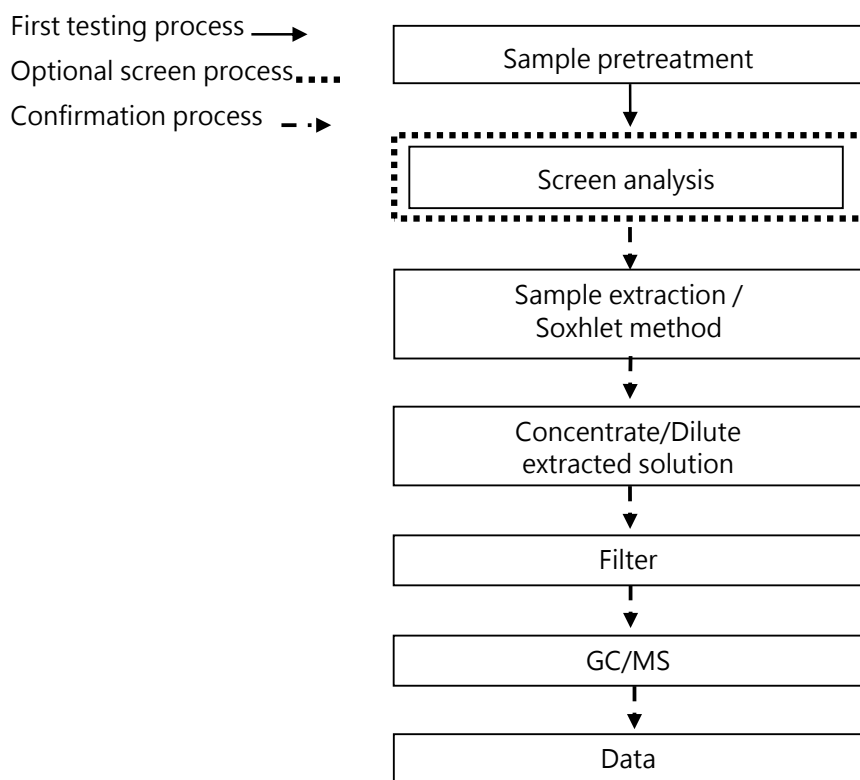 First testing process
Optional screen process
Confirmation process
Sample pretreatment
Screen analysis
Sample extraction /
Soxhlet method
Concentrate/Dilute
extracted solution
Filter
GC/MS
Data